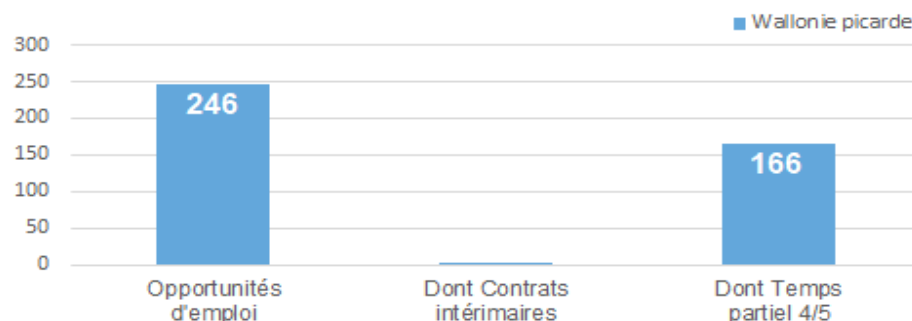 Wallonie picarde
300
250
200
150
100
50
0
246
166
Opportunités
d'emploi
Dont Contrats
intérimaires
Dont Temps
partiel 4/5